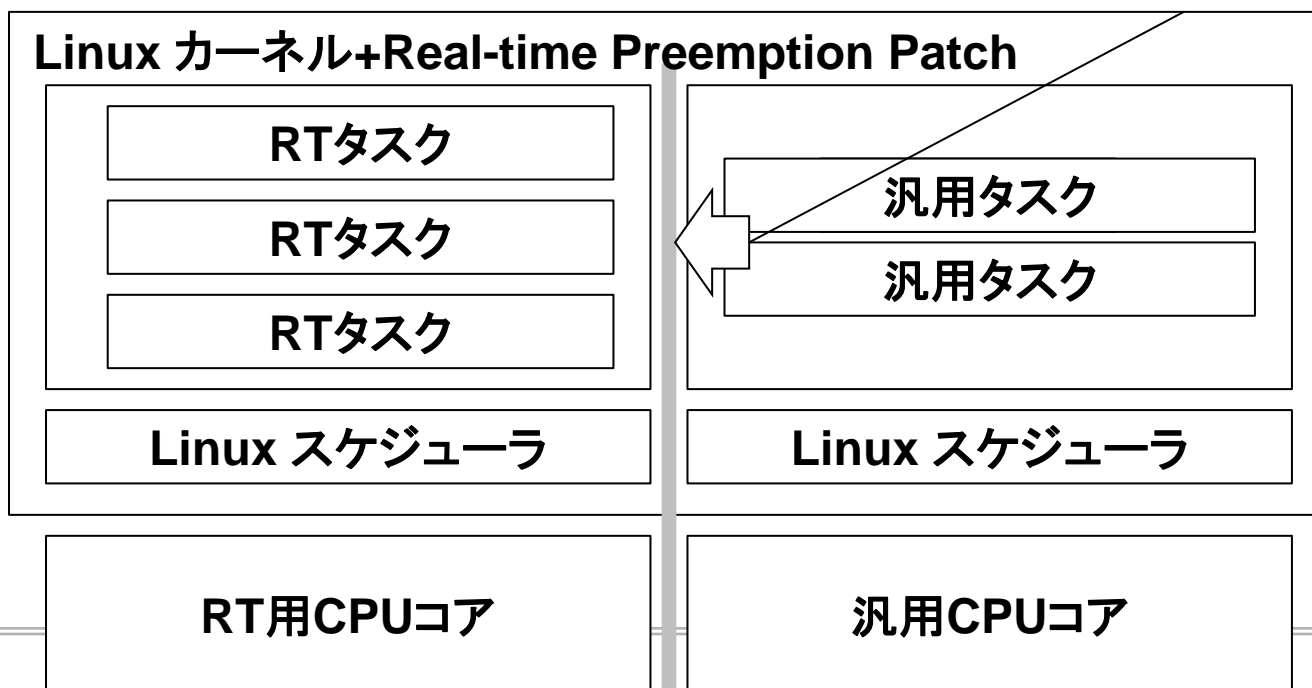 Linux カーネル+Real-time Preemption Patch
RTタスク
RTタスク
RTタスク
汎用タスク
汎用タスク
Linux スケジューラ
Linux スケジューラ
RT用CPUコア
汎用CPUコア